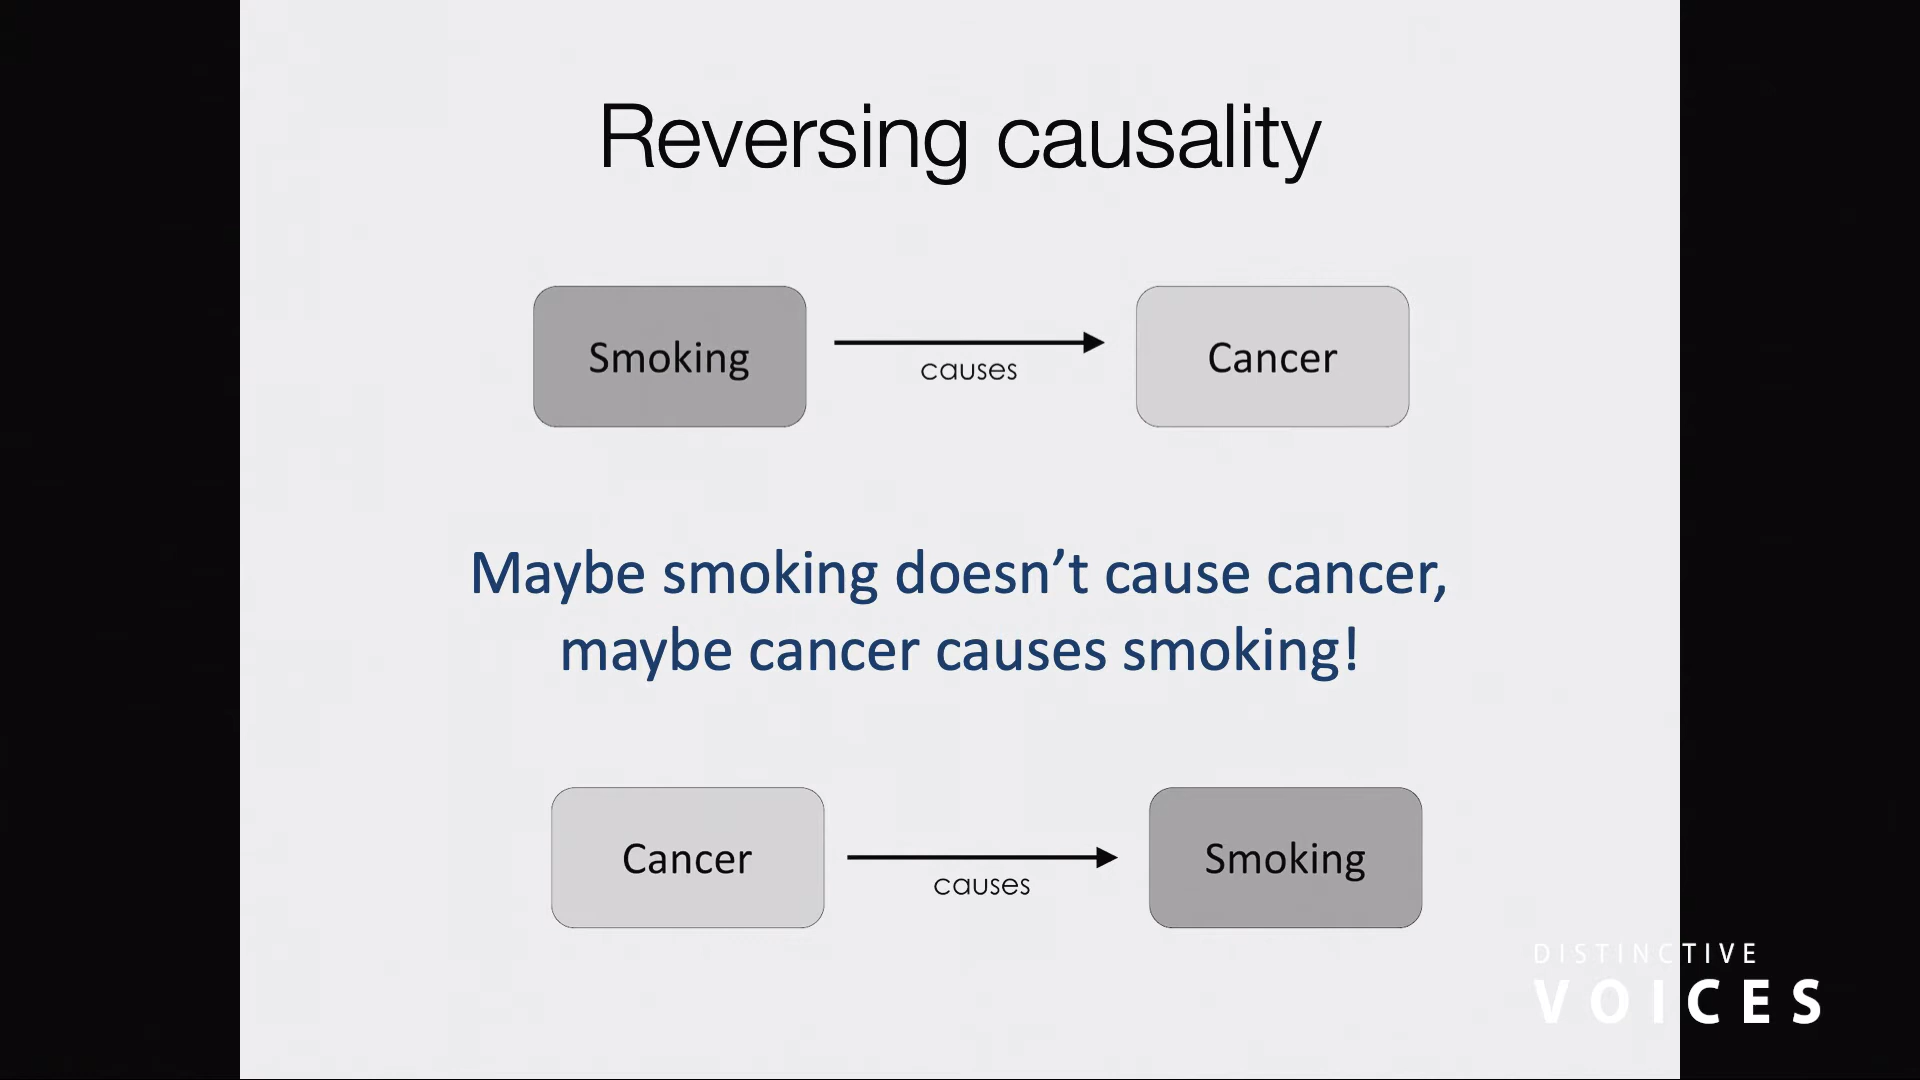 Reversing causality
Smoking
causes
Cancer
Maybe smoking doesn’t cause cancer,
maybe cancer causes smoking!
Cancer
causes
Smoking
DISTINCTIVE
VOICES